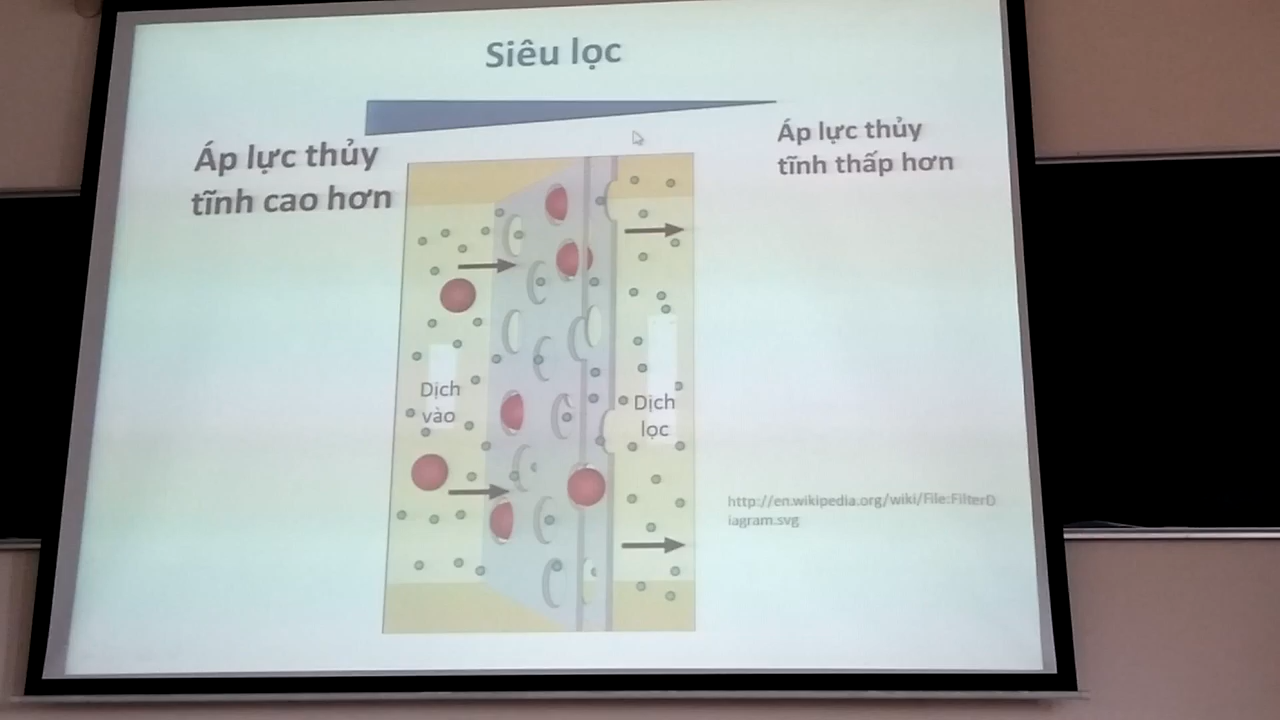 Siêu lọc
Áp lực thủy
tĩnh cao hơn
Áp lực thủy
tĩnh thấp hơn
Dịch
vào
Dịch
lọc
http://en.wikipedia.org/wiki/File:FilterD
iagram.svg